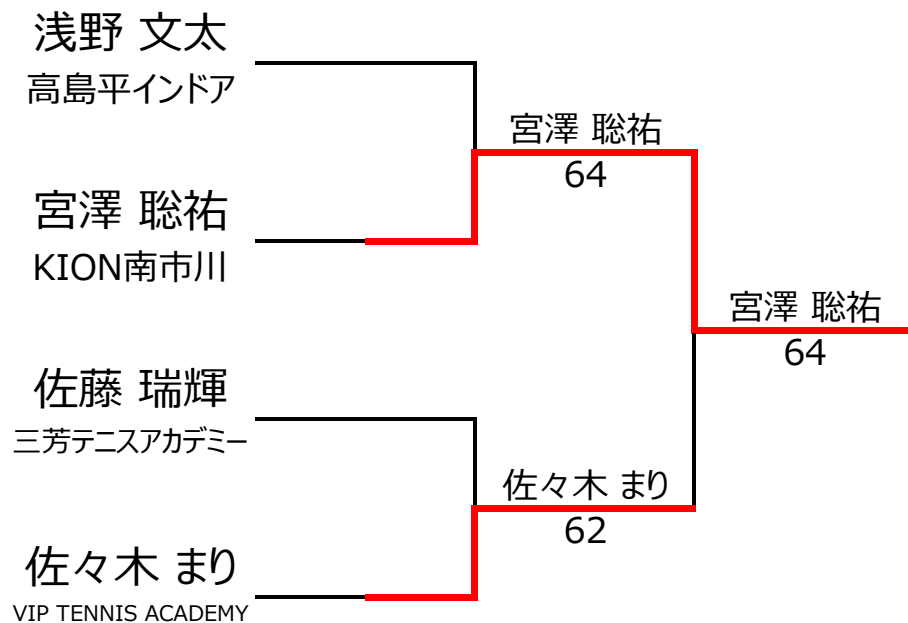 浅野 文太
高島平インドア
宮澤 聡祐
64
宮澤 聡祐
KION南市川
宮澤 聡祐
64
佐藤 瑞輝
三芳テニスアカデミー
佐々木 まり
62
佐々木 まり
VIP TENNIS ACADEMY